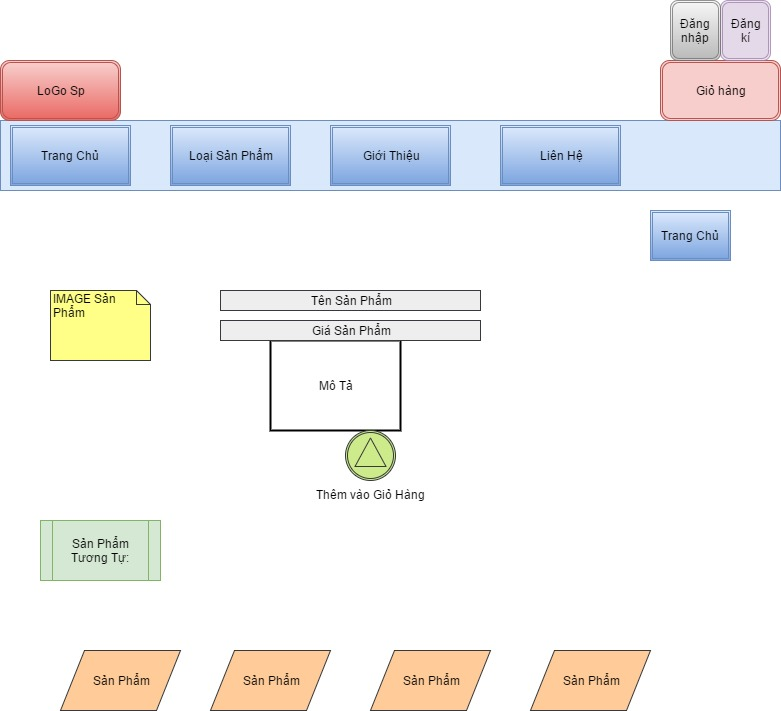 Đăng
nhập
Đăng
kí
LoGo Sp
Giỏ hàng
Trang Chủ
Loại Sản Phẩm
Giới Thiệu
Liên Hệ
Trang Chủ
IMAGE Sản
Phẩm
Tên Sản Phẩm
Giá Sản Phẩm
Mô Tả
Thêm vào Giỏ Hàng
Sản Phẩm
Tương Tự:
Sản Phẩm
Sản Phẩm
Sản Phẩm
Sản Phẩm